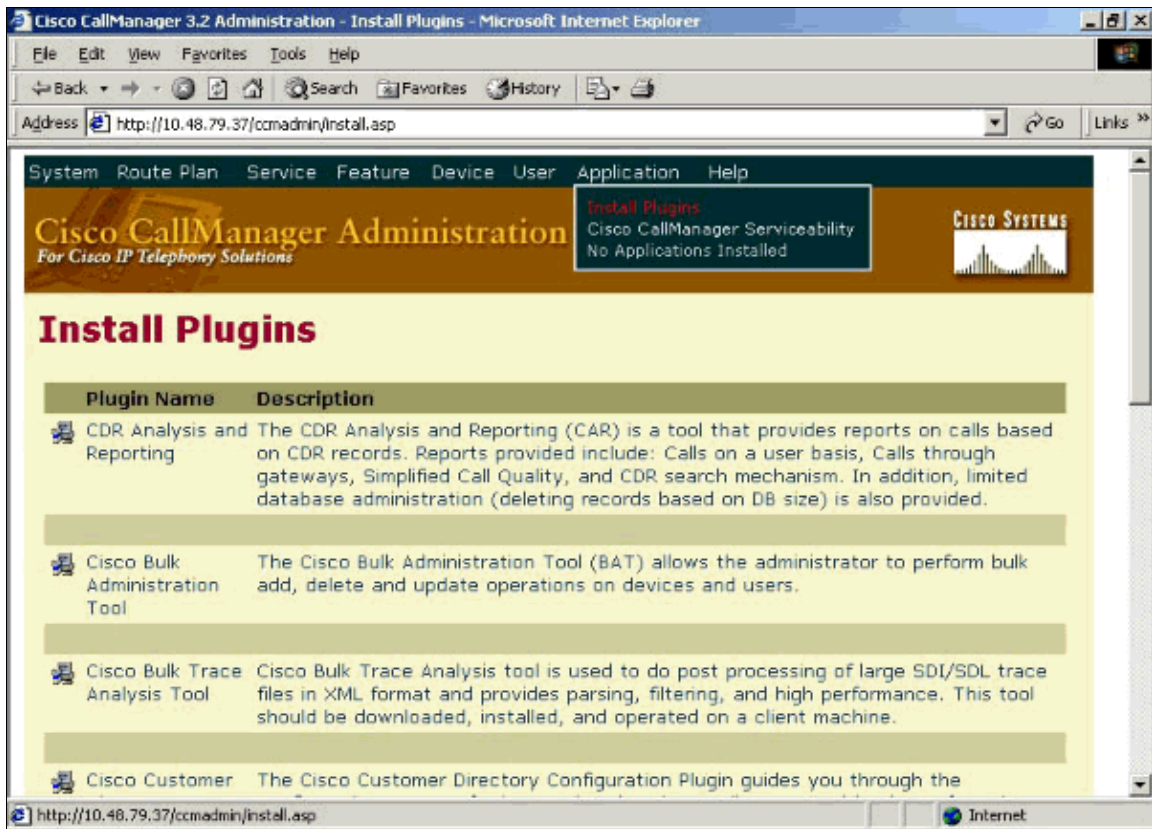 Cisco CallManager 3.2 Administration - Install Plugins - Microsoft Internet Explorer
File Edit View Favorites Tools Help
Back Search Favorites History
Address http://10.48.79.37/ccmadmin/install.asp Go Links »
System Route Plan Service Feature Device User Application Help
Install Plugins
Cisco CallManager Serviceability
No Applications Installed
Cisco CallManager Administration
For Cisco IP Telephony Solutions
CISCO SYSTEMS
Install Plugins
Plugin Name Description
CDR Analysis and Reporting
The CDR Analysis and Reporting (CAR) is a tool that provides reports on calls based
on CDR records. Reports provided include: Calls on a user basis, Calls through
gateways, Simplified Call Quality, and CDR search mechanism. In addition, limited
database administration (deleting records based on DB size) is also provided.
Cisco Bulk
Administration
Tool
The Cisco Bulk Administration Tool (BAT) allows the administrator to perform bulk
add, delete and update operations on devices and users.
Cisco Bulk Trace
Analysis Tool
Cisco Bulk Trace Analysis tool is used to do post processing of large SDI/SDL trace
files in XML format and provides parsing, filtering, and high performance. This tool
should be downloaded, installed, and operated on a client machine.
Cisco Customer
The Cisco Customer Directory Configuration Plugin guides you through the
http://10.48.79.37/ccmadmin/install.asp Internet